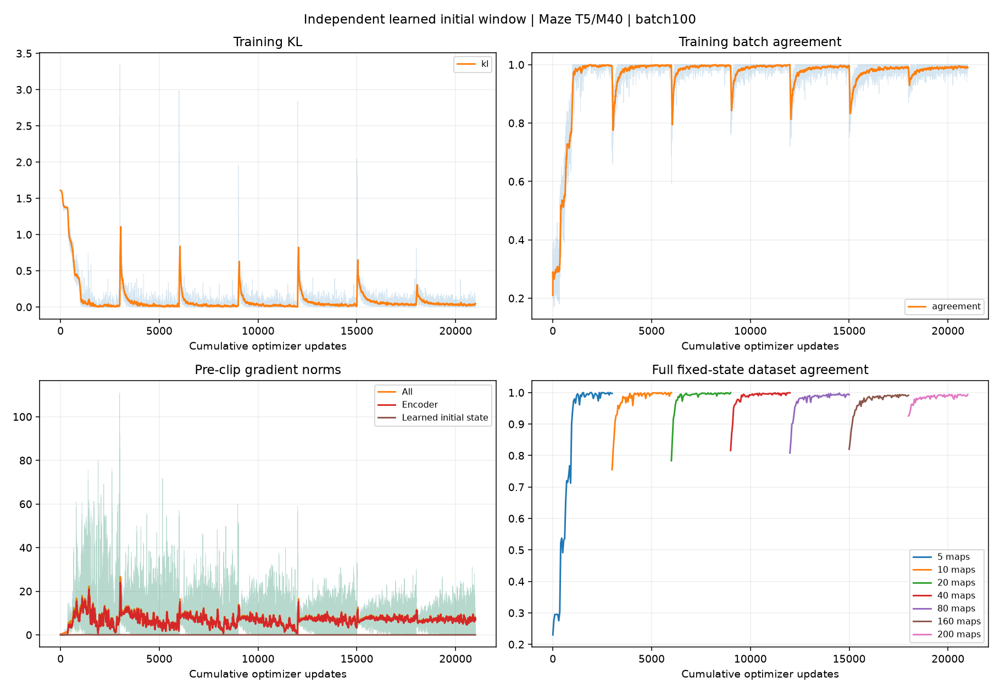 Independent learned initial window | Maze T5/M40 | batch100
Training KL
3.5
3.0
2.5
2.0
1.5
1.0
0.5
0.0
kl
0
5000
10000
15000
20000
Cumulative optimizer updates
Training batch agreement
1.0
0.8
0.6
0.4
0.2
agreement
0
5000
10000
15000
20000
Cumulative optimizer updates
Pre-clip gradient norms
100
80
60
40
20
0
All
Encoder
Learned initial state
0
5000
10000
15000
20000
Cumulative optimizer updates
Full fixed-state dataset agreement
1.0
0.9
0.8
0.7
0.6
0.5
0.4
0.3
0.2
5 maps
10 maps
20 maps
40 maps
80 maps
160 maps
200 maps
0
5000
10000
15000
20000
Cumulative optimizer updates